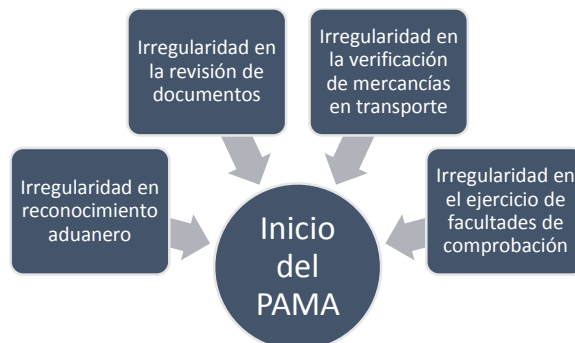 Irregularidad en
la revisión de
documentos
Irregularidad en
la verificación
de mercancías
en transporte
Irregularidad en
reconocimiento
aduanero
Irregularidad en
el ejercicio de
facultades de
comprobación
Inicio
del
PAMA